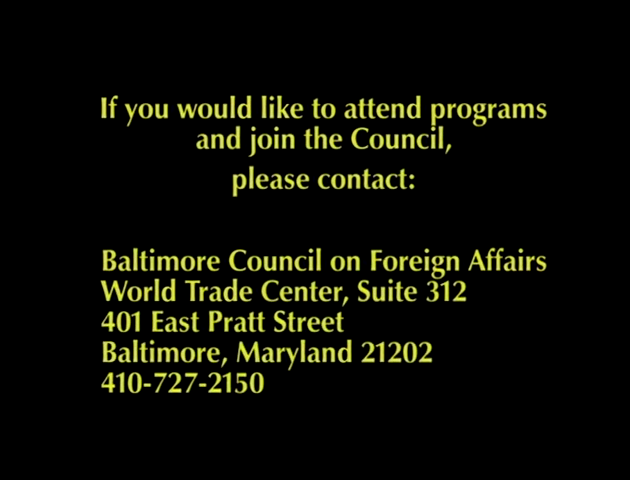 If you would like to attend programs
and join the Council,
please contact:
Baltimore Council on Foreign Affairs
World Trade Center, Suite 312
401 East Pratt Street
Baltimore, Maryland 21202
410-727-2150